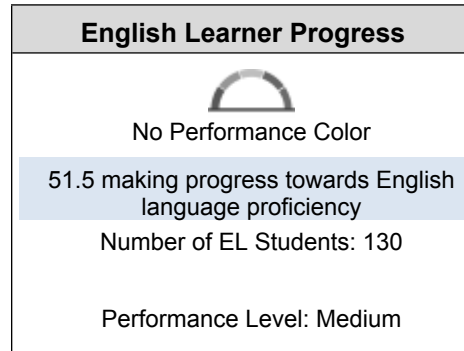 English Learner Progress
No Performance Color
51.5 making progress towards English
language proficiency
Number of EL Students: 130
Performance Level: Medium